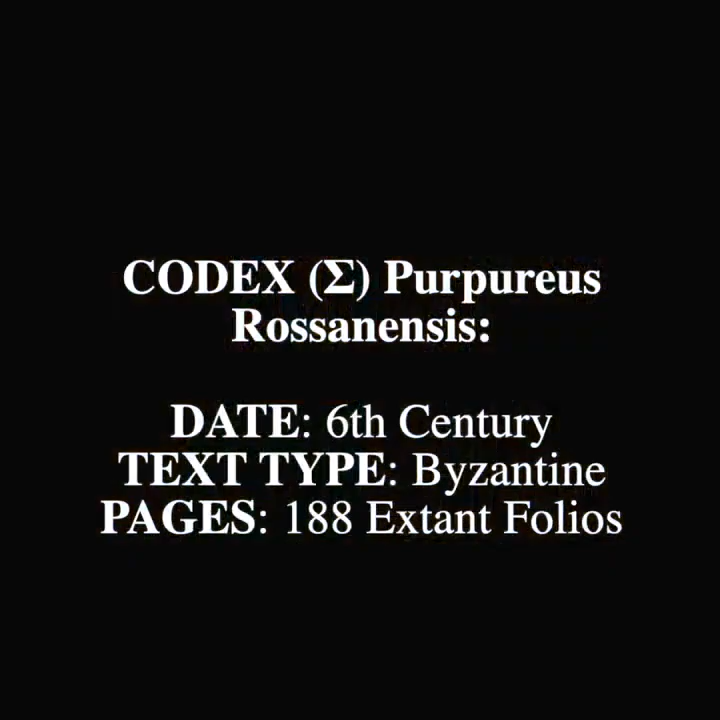 CODEX (Σ) Purpureus
Rossanensis:
DATE: 6th Century
TEXT TYPE: Byzantine
PAGES: 188 Extant Folios